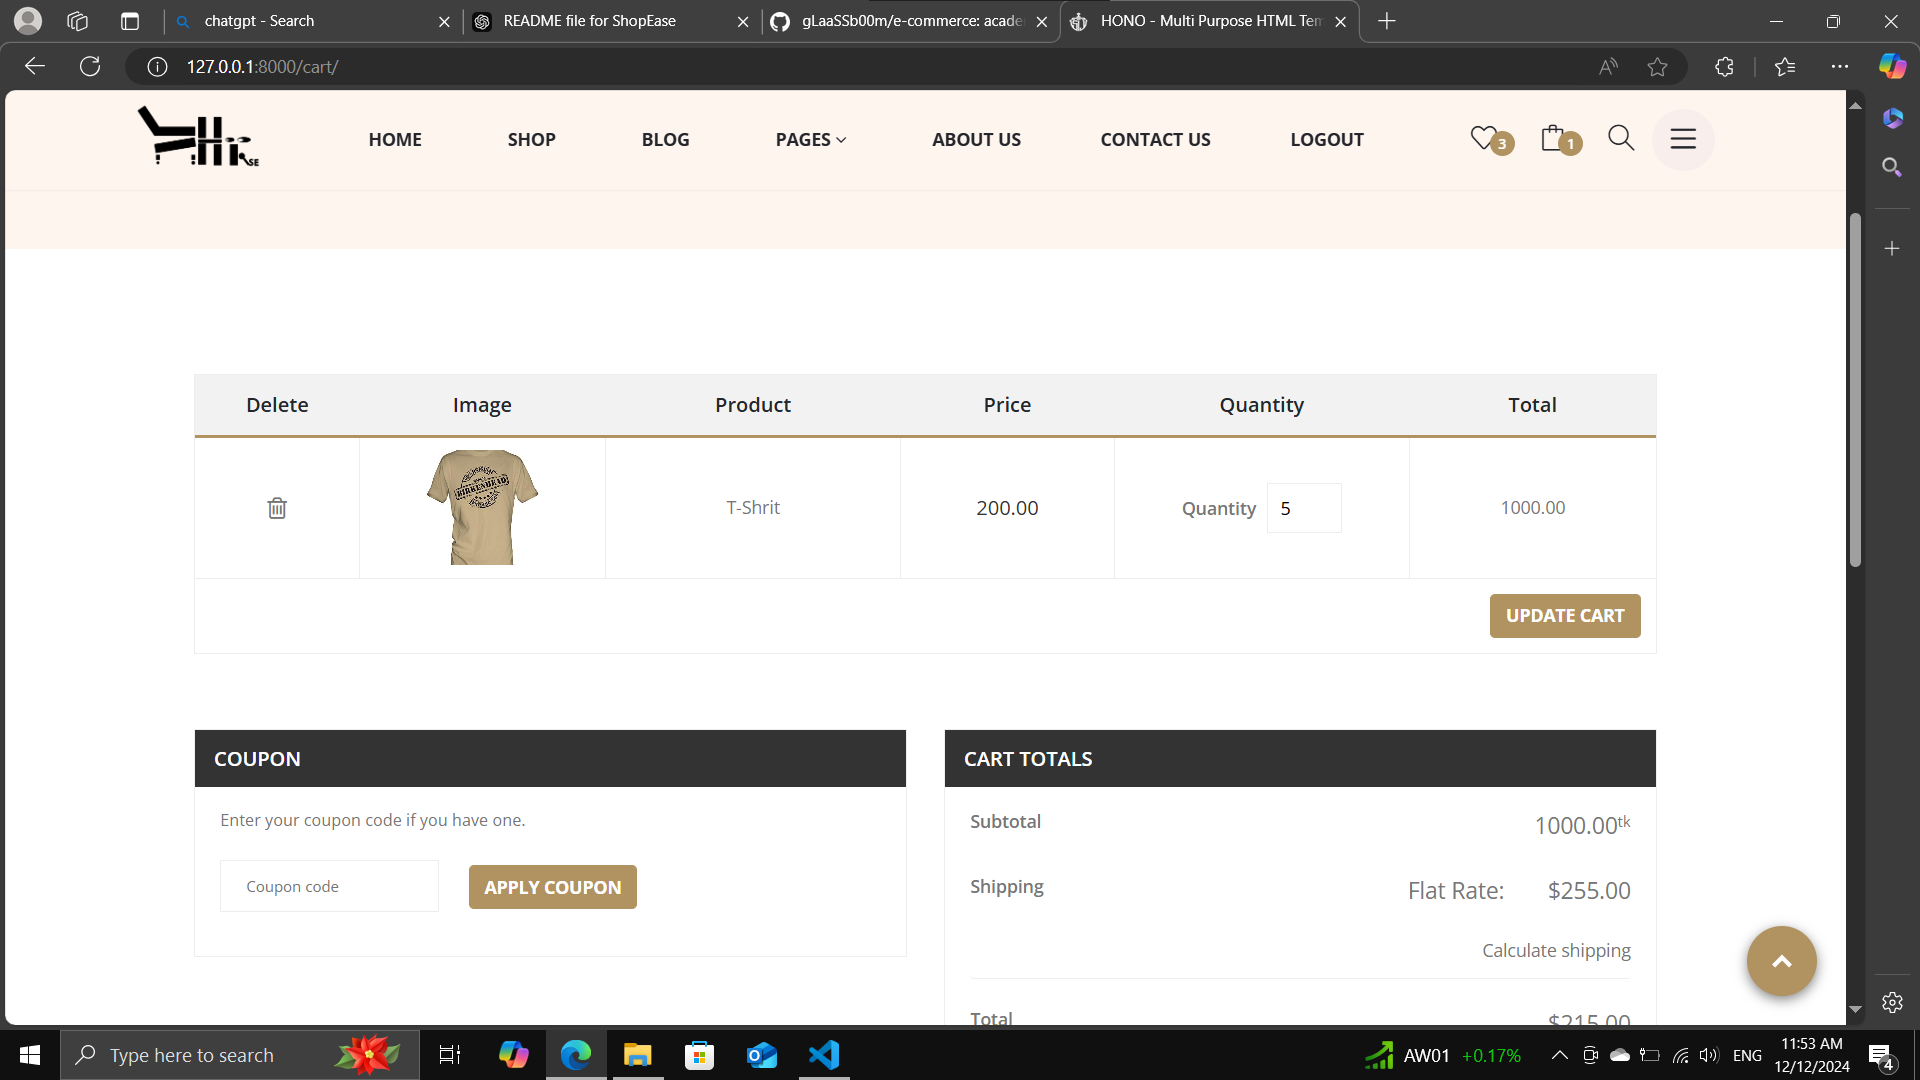 chatgpt - Search
README file for ShopEase
gLaaSSb00m/e-commerce: acade
HONO - Multi Purpose HTML Tem
127.0.0.1:8000/cart/
HOME
SHOP
BLOG
PAGES
ABOUT US
CONTACT US
LOGOUT
3
1
Delete
Image
Product
Price
Quantity
Total
BIRKENHEAD
T-Shrit
200.00
Quantity
5
1000.00
UPDATE CART
COUPON
Enter your coupon code if you have one.
Coupon code
APPLY COUPON
CART TOTALS
Subtotal
1000.00tk
Shipping
Flat Rate:
$255.00
Calculate shipping
Total
$215.00
Type here to search
AW01 +0.17%
ENG
11:53 AM
12/12/2024
4